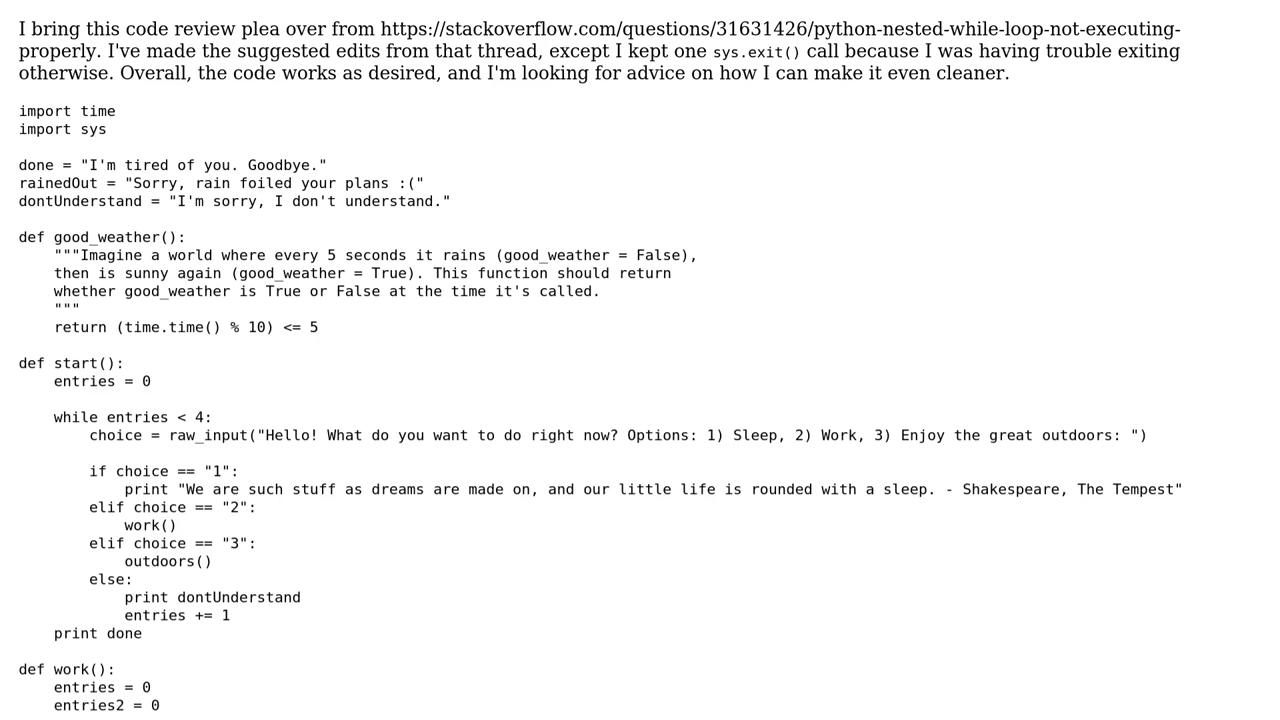 I bring this code review plea over from https://stackoverflow.com/questions/31631426/python-nested-while-loop-not-executing-
properly. I've made the suggested edits from that thread, except I kept one sys.exit() call because I was having trouble exiting
otherwise. Overall, the code works as desired, and I'm looking for advice on how I can make it even cleaner.
import time
import sys
done = "I'm tired of you. Goodbye."
rainedOut = "Sorry, rain foiled your plans :("
dontUnderstand = "I'm sorry, I don't understand."
def good_weather():
    """Imagine a world where every 5 seconds it rains (good_weather = False),
    then is sunny again (good_weather = True). This function should return
    whether good_weather is True or False at the time it's called.
    """
    return (time.time() % 10) <= 5
def start():
    entries = 0
    while entries < 4:
        choice = raw_input("Hello! What do you want to do right now? Options: 1) Sleep, 2) Work, 3) Enjoy the great outdoors: ")
        if choice == "1":
            print "We are such stuff as dreams are made on, and our little life is rounded with a sleep. - Shakespeare, The Tempest"
        elif choice == "2":
            work()
        elif choice == "3":
            outdoors()
        else:
            print dontUnderstand
            entries += 1
    print done
def work():
    entries = 0
    entries2 = 0